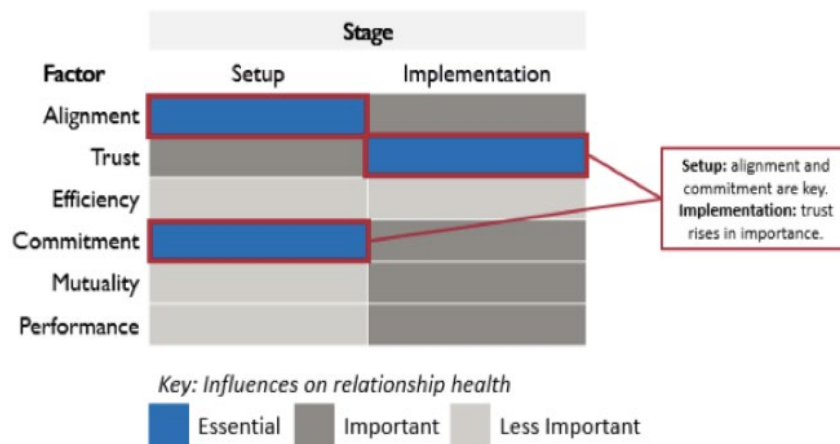 Stage
Factor Setup Implementation
Alignment
Trust
Efficiency
Commitment
Mutuality
Performance
Setup: alignment and
commitment are key.
Implementation: trust
rises in importance.
Key: Influences on relationship health
Essential Important Less Important